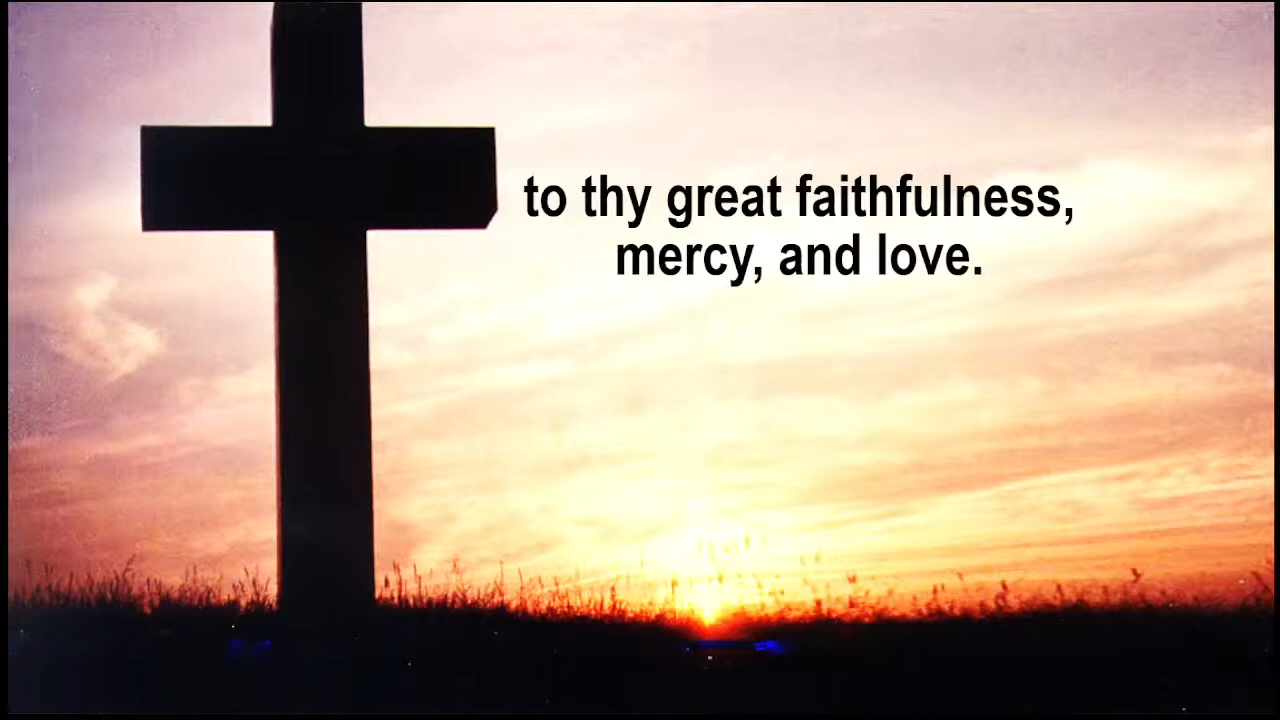 to thy great faithfulness,
mercy, and love.